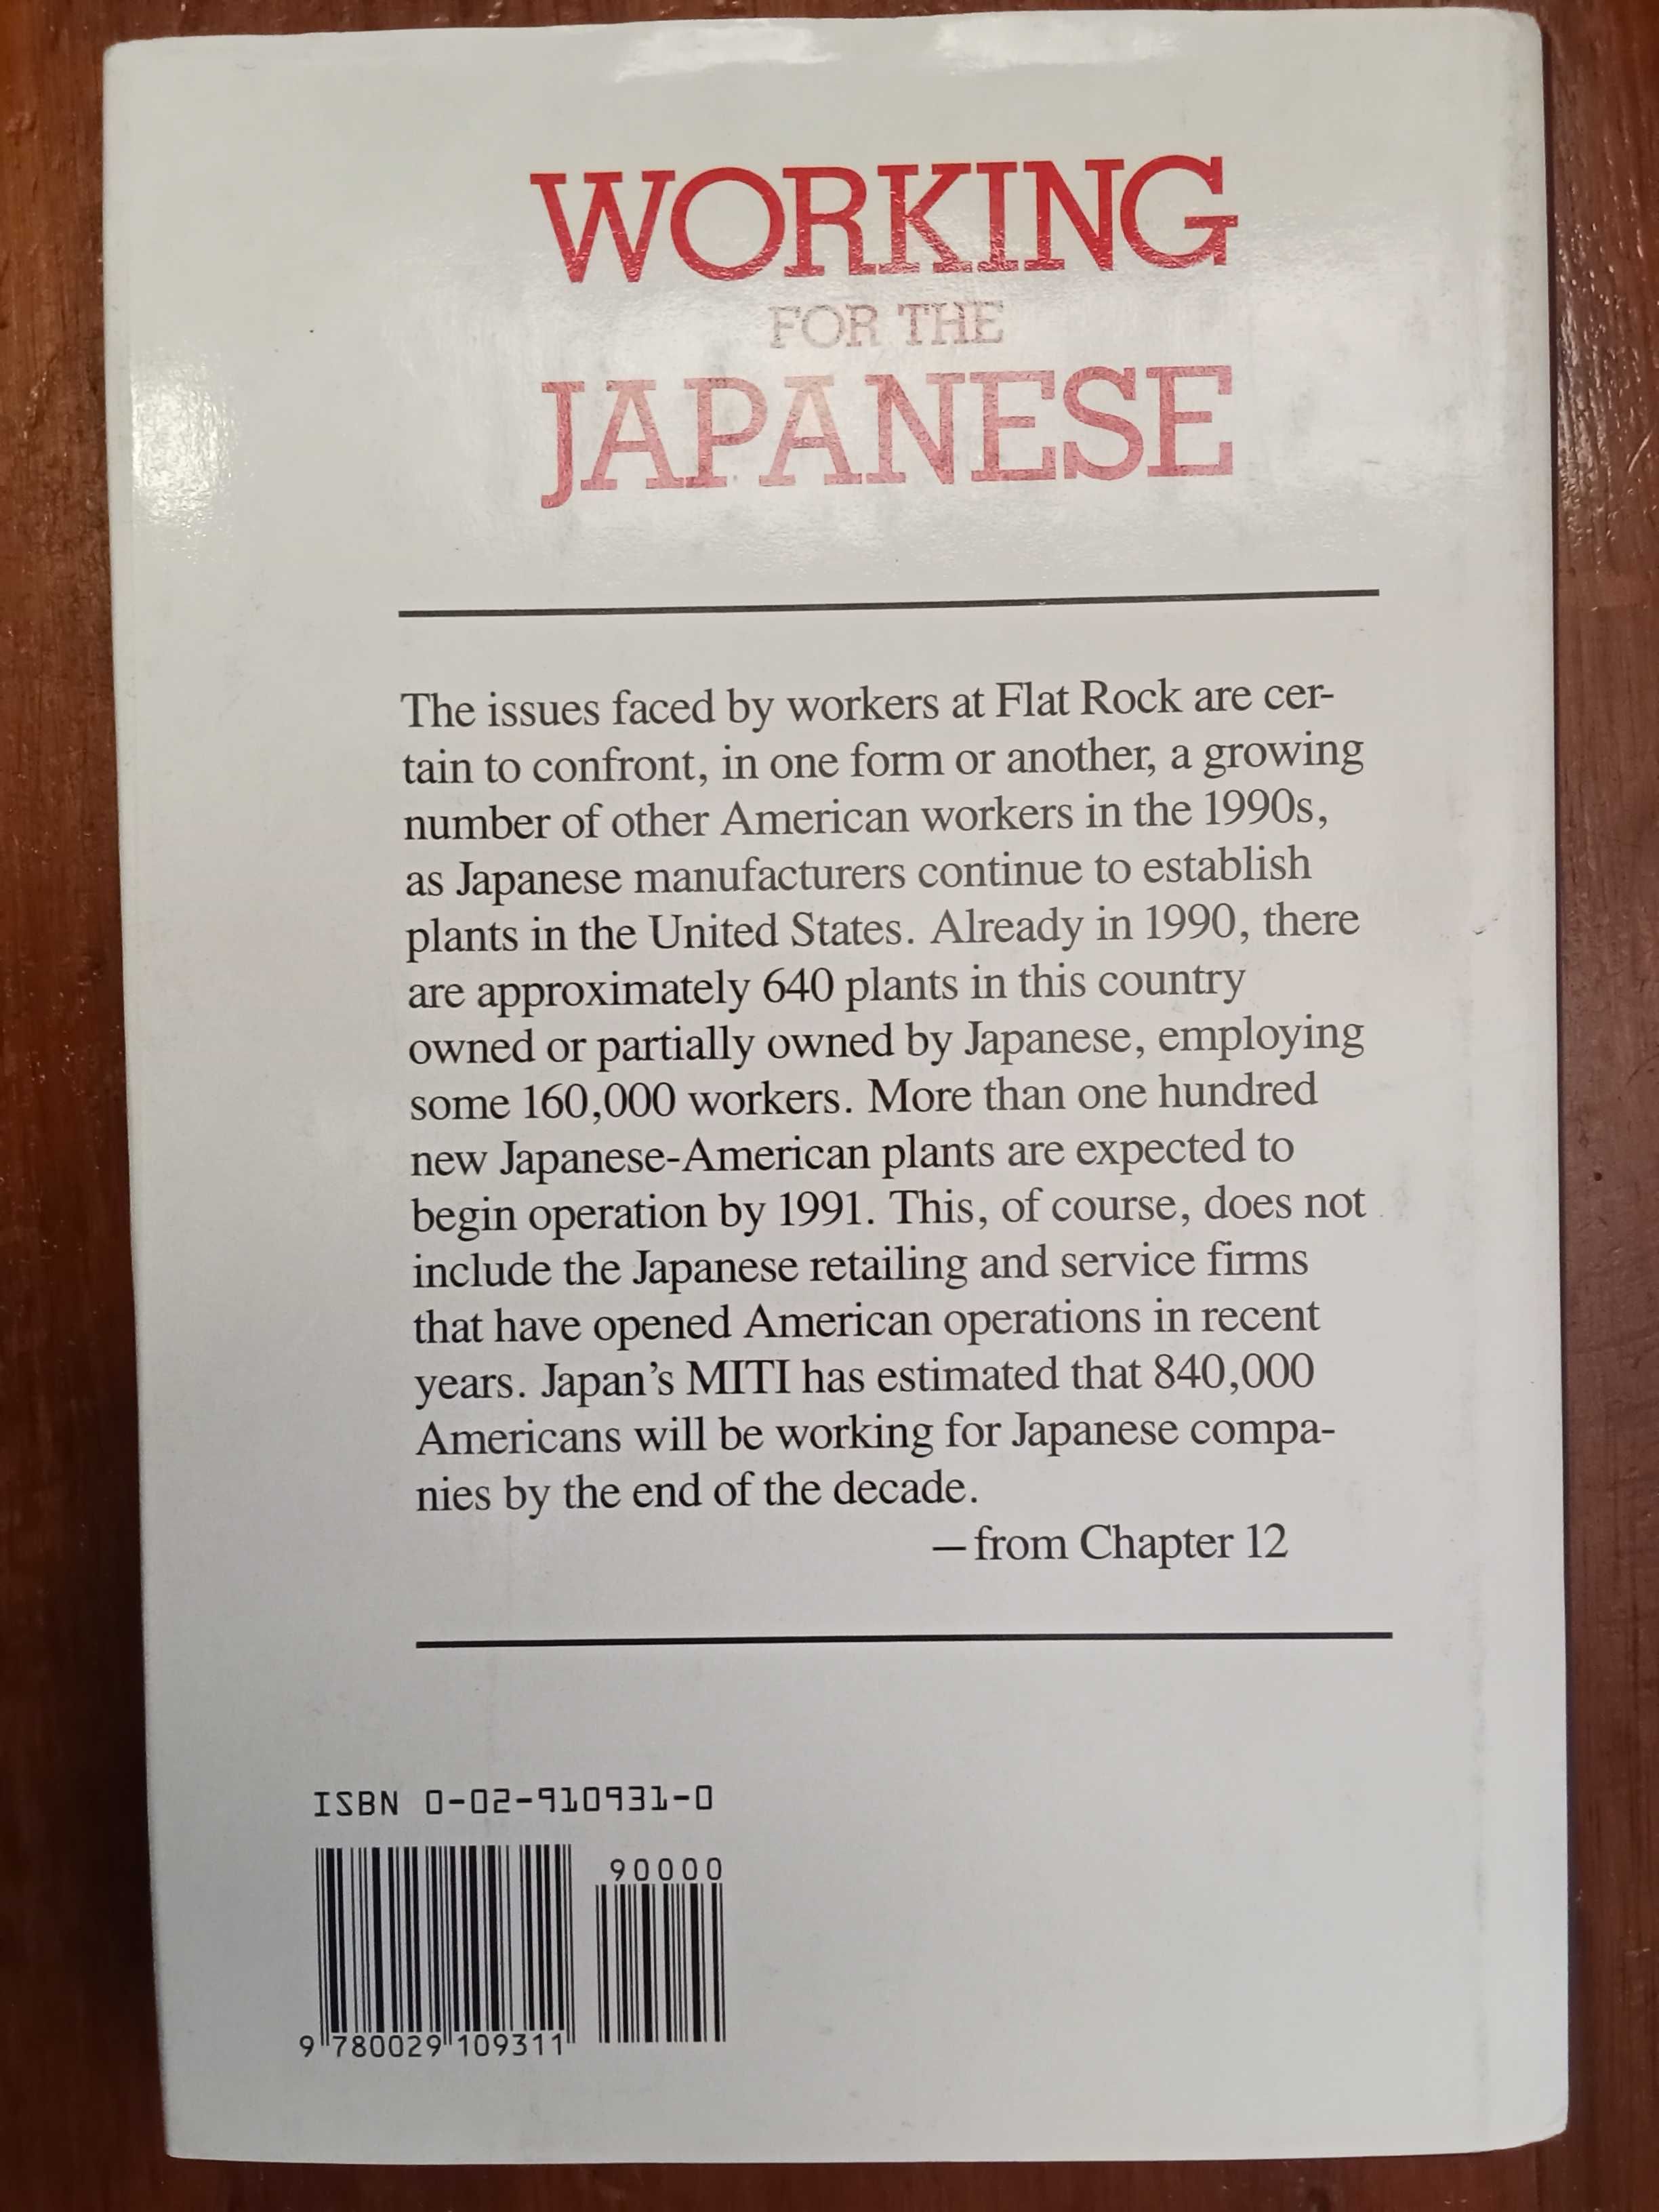 WORKING
FOR THE
JAPANESE
The issues faced by workers at Flat Rock are cer-
tain to confront, in one form or another, a growing
number of other American workers in the 1990s,
as Japanese manufacturers continue to establish
plants in the United States. Already in 1990, there
are approximately 640 plants in this country
owned or partially owned by Japanese, employing
some 160,000 workers. More than one hundred
new Japanese-American plants are expected to
begin operation by 1991. This, of course, does not
include the Japanese retailing and service firms
that have opened American operations in recent
years. Japan’s MITI has estimated that 840,000
Americans will be working for Japanese compa-
nies by the end of the decade.
—from Chapter 12
ISBN 0-02-910931-0
90000
9 780029 109311